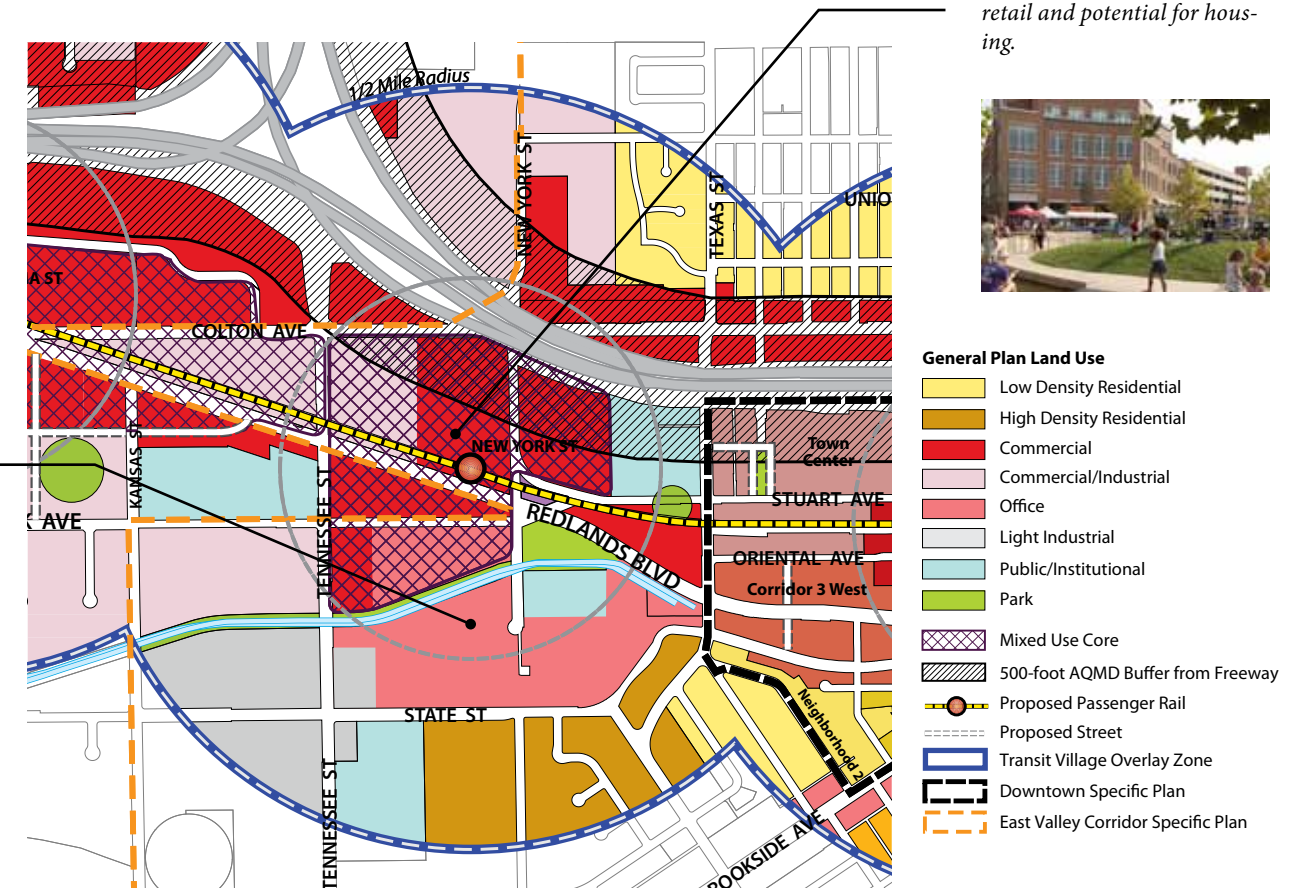 retail and potential for hous-
ing.
1/2 Mile Radius
NEW YORK ST
TEXAS ST
UNIO
A ST
COLTON AVE
NEW YORK ST
Town
Center
KANSAS ST
TENNESSEE ST
STUART AVE
K AVE
REDLANDS BLVD
ORIENTAL AVE
Corridor 3 West
STATE ST
Neighborhood 2
TENNESSEE ST
OOKSIDE AVE
General Plan Land Use
Low Density Residential
High Density Residential
Commercial
Commercial/Industrial
Office
Light Industrial
Public/Institutional
Park
Mixed Use Core
500-foot AQMD Buffer from Freeway
Proposed Passenger Rail
Proposed Street
Transit Village Overlay Zone
Downtown Specific Plan
East Valley Corridor Specific Plan